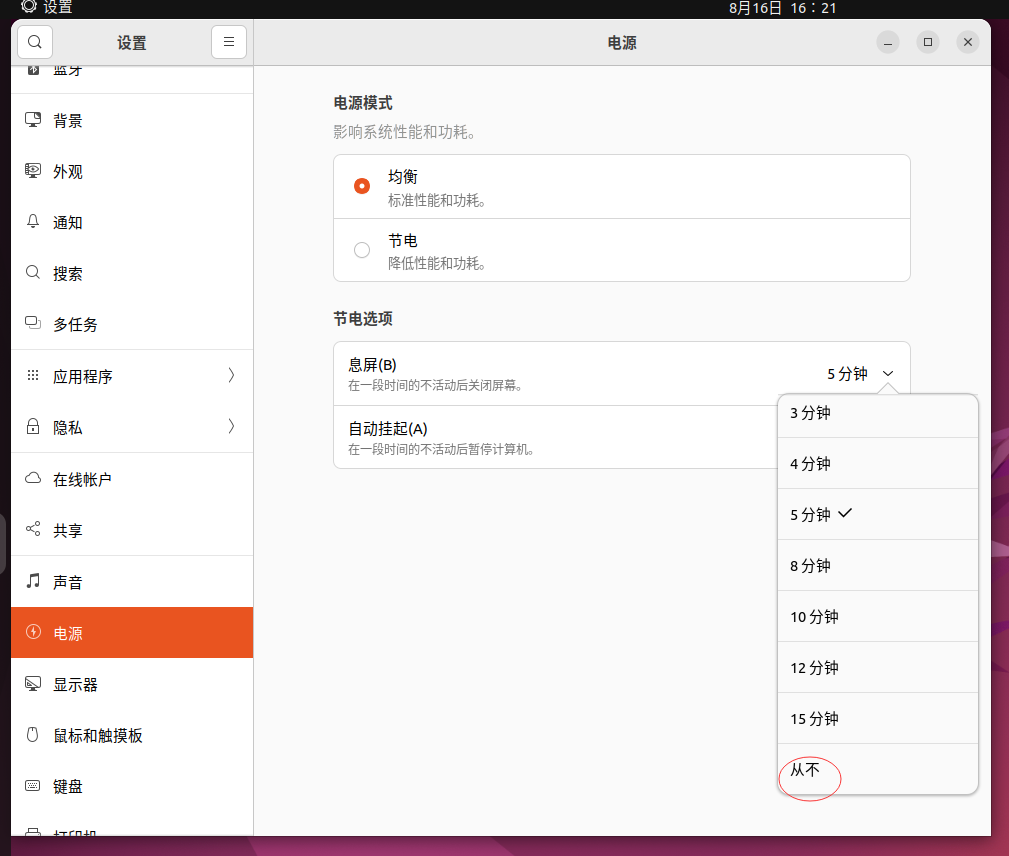 设置
8月16日 16：21
设置
电源
蓝牙
背景
外观
通知
搜索
多任务
应用程序
隐私
在线帐户
共享
声音
电源
显示器
鼠标和触摸板
键盘
打印机
电源模式
影响系统性能和功耗。
均衡
标准性能和功耗。
节电
降低性能和功耗。
节电选项
息屏(B)
在一段时间的不活动后关闭屏幕。
5 分钟
自动挂起(A)
在一段时间的不活动后暂停计算机。
3 分钟
4 分钟
5 分钟
8 分钟
10 分钟
12 分钟
15 分钟
从不